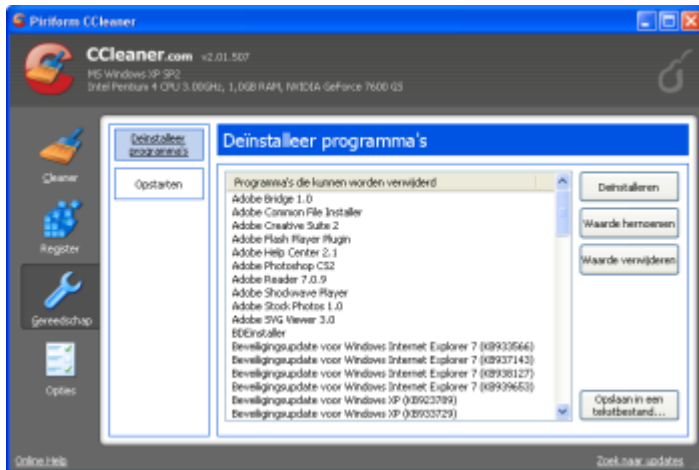 Piriform CCleaner
CCleaner.com v2.01.507
MS Windows XP SP2
Intel Pentium 4 CPU 3.00GHz, 1,0GB RAM, NVIDIA GeForce 7600 GS
Cleaner
Register
Gereedschap
Opties
Deïnstalleer
programma's
Opstarten
Deïnstalleer programma's
Programma's die kunnen worden verwijderd
Adobe Bridge 1.0
Adobe Common File Installer
Adobe Creative Suite 2
Adobe Flash Player Plugin
Adobe Help Center 2.1
Adobe Photoshop CS2
Adobe Reader 7.0.9
Adobe Shockwave Player
Adobe Stock Photos 1.0
Adobe SVG Viewer 3.0
BDEinstaller
Beveiligingsupdate voor Windows Internet Explorer 7 (KB933566)
Beveiligingsupdate voor Windows Internet Explorer 7 (KB937143)
Beveiligingsupdate voor Windows Internet Explorer 7 (KB938127)
Beveiligingsupdate voor Windows Internet Explorer 7 (KB939653)
Beveiligingsupdate voor Windows XP (KB923789)
Beveiligingsupdate voor Windows XP (KB933729)
Deïnstalleren
Waarde hernoemen
Waarde verwijderen
Opslaan in een
tekstbestand...
Online Help
Zoek naar updates